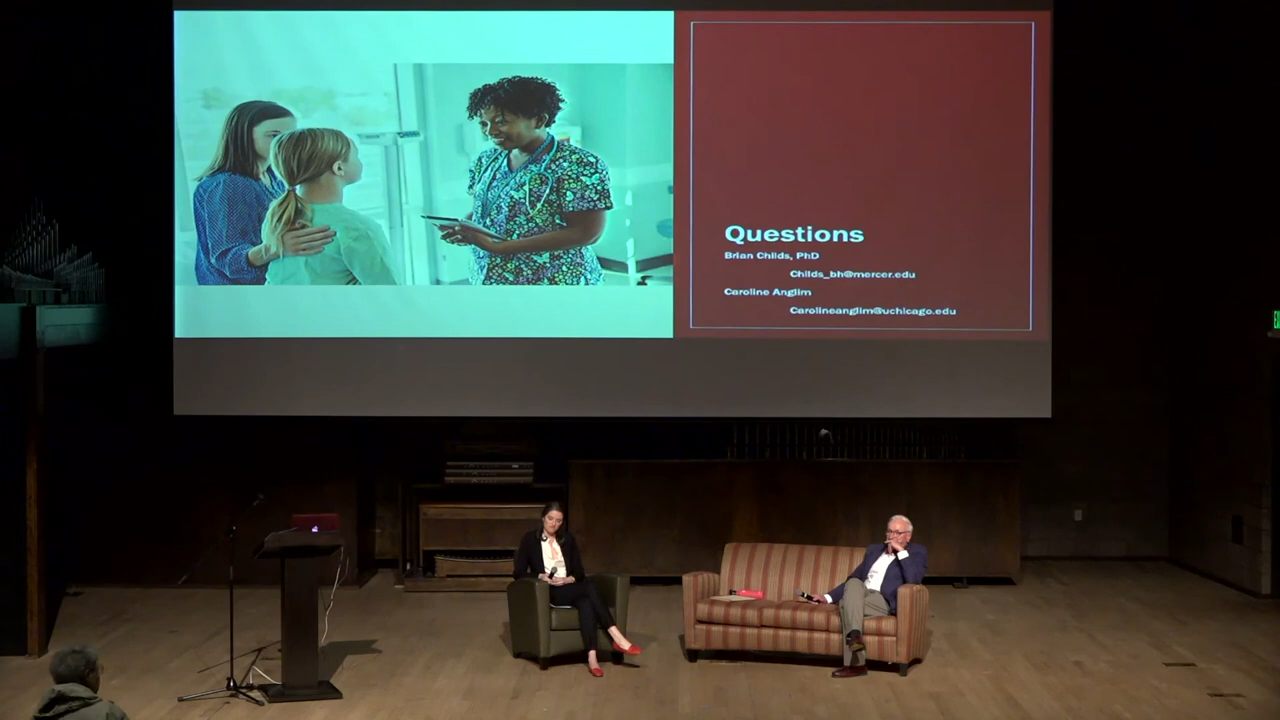 Questions
Brian Childs, PhD
Childs_bh@mercer.edu
Caroline Anglim
Carolineanglim@uchicago.edu